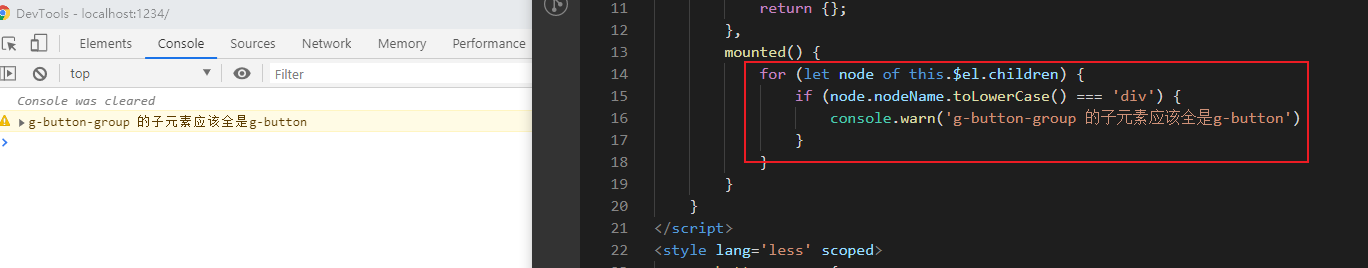 DevTools - localhost:1234/
Elements Console Sources Network Memory Performance
top Filter
Console was cleared
g-button-group 的子元素应该全是g-button
11 return {};
12 },
13 mounted() {
14 for (let node of this.$el.children) {
15 if (node.nodeName.toLowerCase() === 'div') {
16 console.warn('g-button-group 的子元素应该全是g-button')
17 }
18 }
19 }
20 }
21 </script>
22 <style lang='less' scoped>